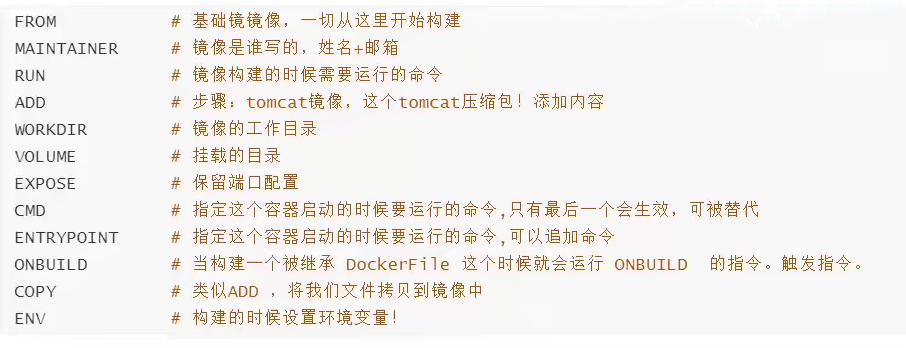 FROM # 基础镜镜像，一切从这里开始构建
MAINTAINER # 镜像是谁写的，姓名+邮箱
RUN # 镜像构建的时候需要运行的命令
ADD # 步骤：tomcat镜像，这个tomcat压缩包！添加内容
WORKDIR # 镜像的工作目录
VOLUME # 挂载的目录
EXPOSE # 保留端口配置
CMD # 指定这个容器启动的时候要运行的命令,只有最后一个会生效，可被替代
ENTRYPOINT # 指定这个容器启动的时候要运行的命令,可以追加命令
ONBUILD # 当构建一个被继承 DockerFile 这个时候就会运行 ONBUILD 的指令。触发指令。
COPY # 类似ADD ，将我们文件拷贝到镜像中
ENV # 构建的时候设置环境变量！